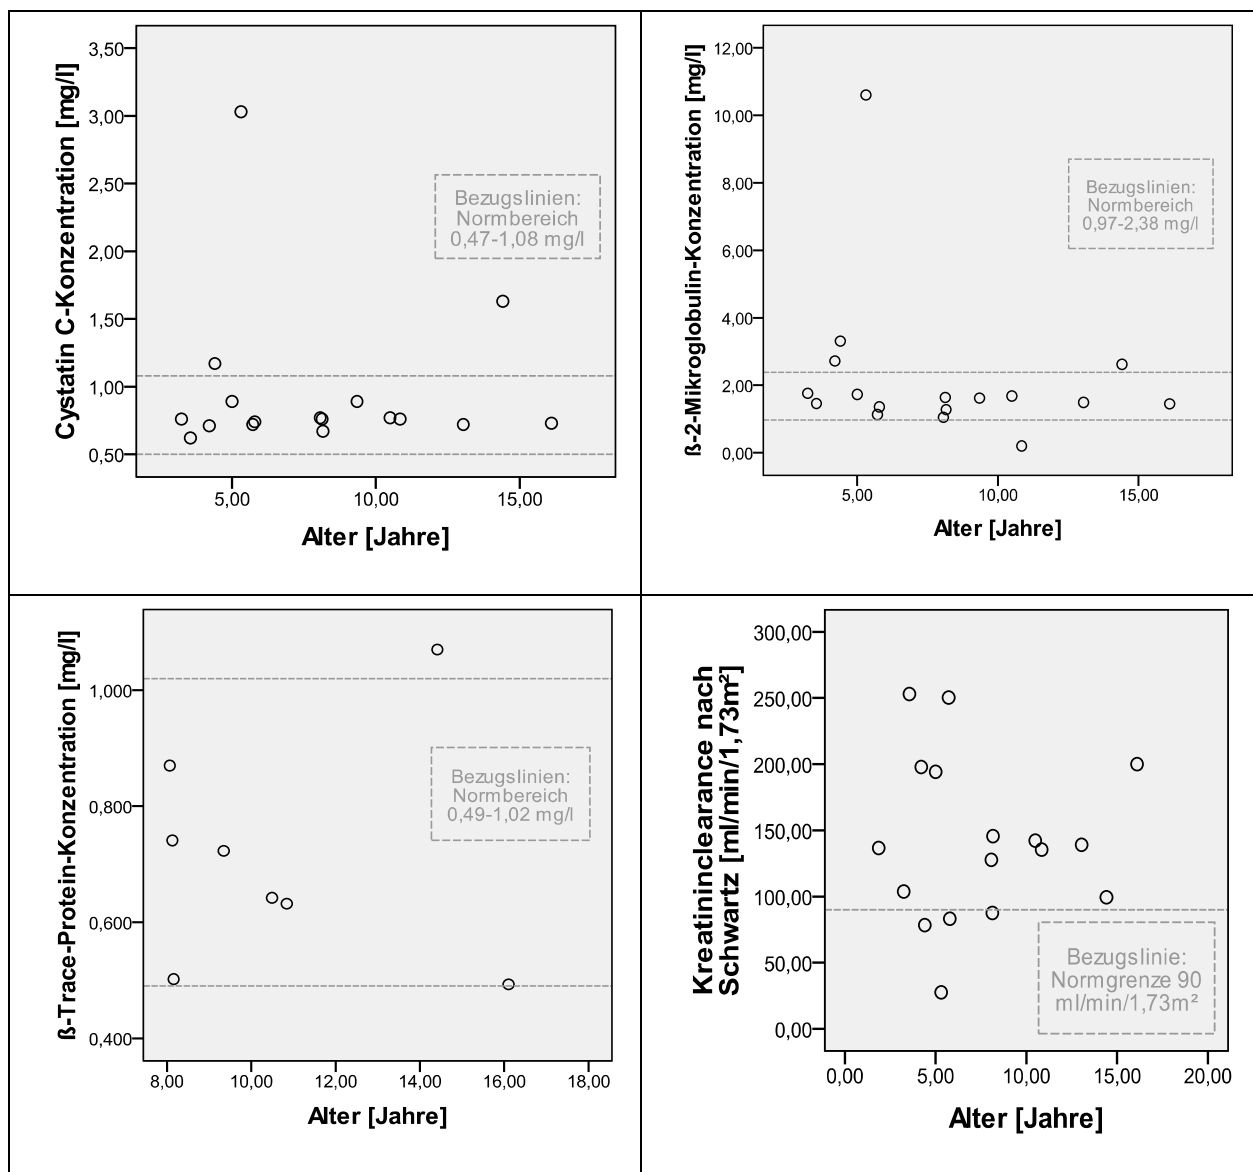 Cystatin C-Konzentration [mg/l]
3,50
3,00
2,50
2,00
1,50
1,00
0,50
Bezugslinien:
Normbereich
0,47-1,08 mg/l
5,00 10,00 15,00
Alter [Jahre]
ß-2-Mikroglobulin-Konzentration [mg/l]
12,00
10,00
8,00
6,00
4,00
2,00
0,00
Bezugslinien:
Normbereich
0,97-2,38 mg/l
5,00 10,00 15,00
Alter [Jahre]
ß-Trace-Protein-Konzentration [mg/l]
1,000
0,800
0,600
0,400
Bezugslinien:
Normbereich
0,49-1,02 mg/l
8,00 10,00 12,00 14,00 16,00 18,00
Alter [Jahre]
Kreatininclearance nach
Schwartz [ml/min/1,73m²]
300,00
250,00
200,00
150,00
100,00
50,00
0,00
Bezugslinie:
Normgrenze 90
ml/min/1,73m²
0,00 5,00 10,00 15,00 20,00
Alter [Jahre]